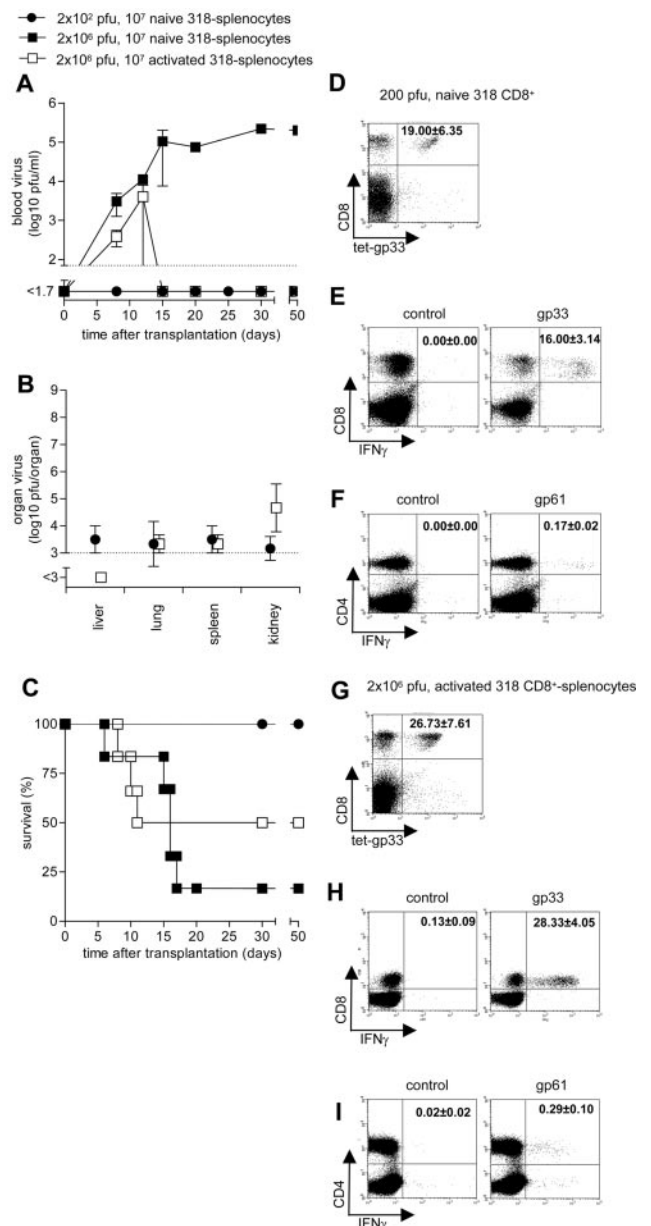 2x10² pfu, 10⁷ naive 318-splenocytes
2x10⁶ pfu, 10⁷ naive 318-splenocytes
2x10⁶ pfu, 10⁷ activated 318-splenocytes
A
blood virus
(log10 pfu/ml)
6
5
4
3
2
<1.7
0 5 10 15 20 25 30 50
time after transplantation (days)
B
organ virus
(log10 pfu/organ)
9
8
7
6
5
4
3
<3
liver
lung
spleen
kidney
C
survival (%)
100
75
50
25
0
0 5 10 15 20 25 30 50
time after transplantation (days)
D
200 pfu, naive 318 CD8⁺
19.00±6.35
CD8
tet-gp33
E
control
gp33
0.00±0.00
16.00±3.14
CD8
IFNγ
F
control
gp61
0.00±0.00
0.17±0.02
CD4
IFNγ
G
2x10⁶ pfu, activated 318 CD8⁺-splenocytes
26.73±7.61
CD8
tet-gp33
H
control
gp33
0.13±0.09
28.33±4.05
CD8
IFNγ
I
control
gp61
0.02±0.02
0.29±0.10
CD4
IFNγ